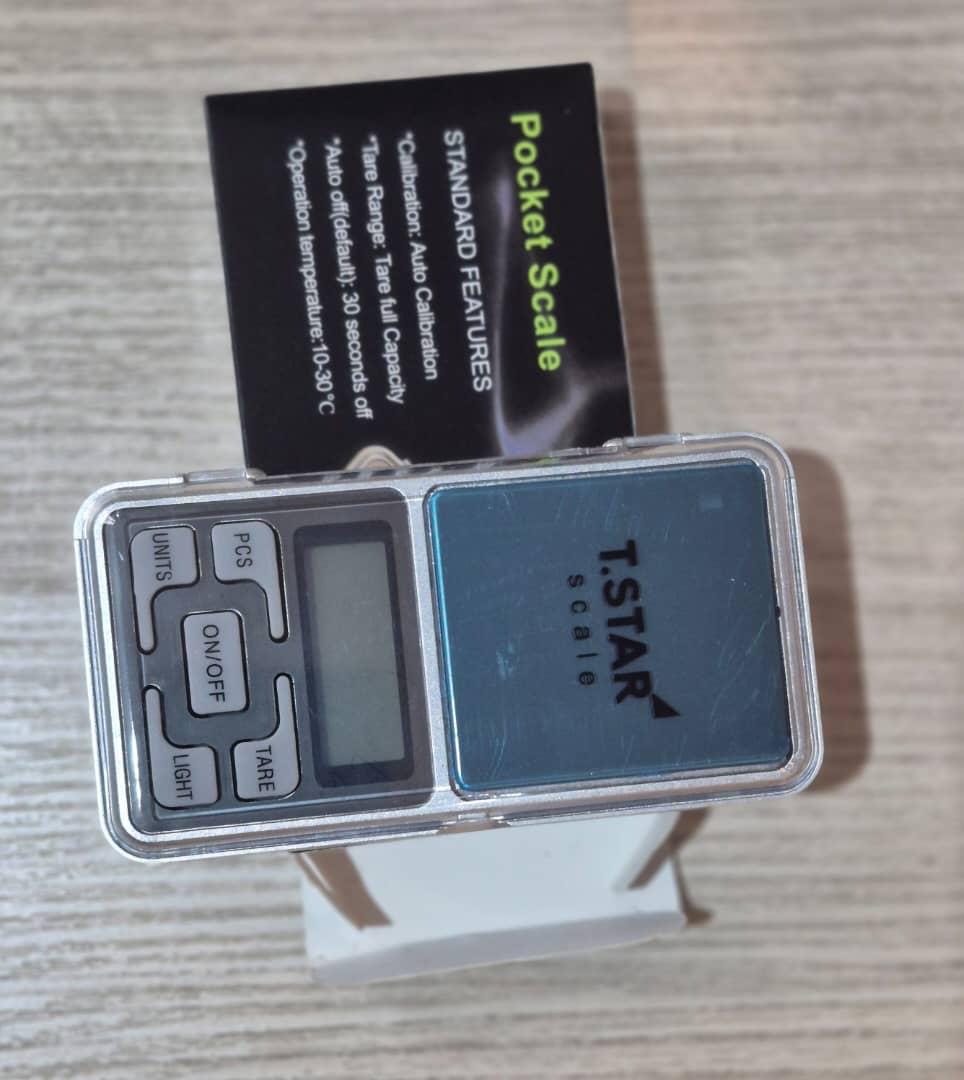 Pocket Scale
STANDARD FEATURES
*Calibration: Auto Calibration
*Tare Range: Tare full Capacity
*Auto off(default): 30 seconds off
*Operation temperature:10-30°C
T.STAR
scale
PCS
TARE
ON/OFF
UNITS
LIGHT